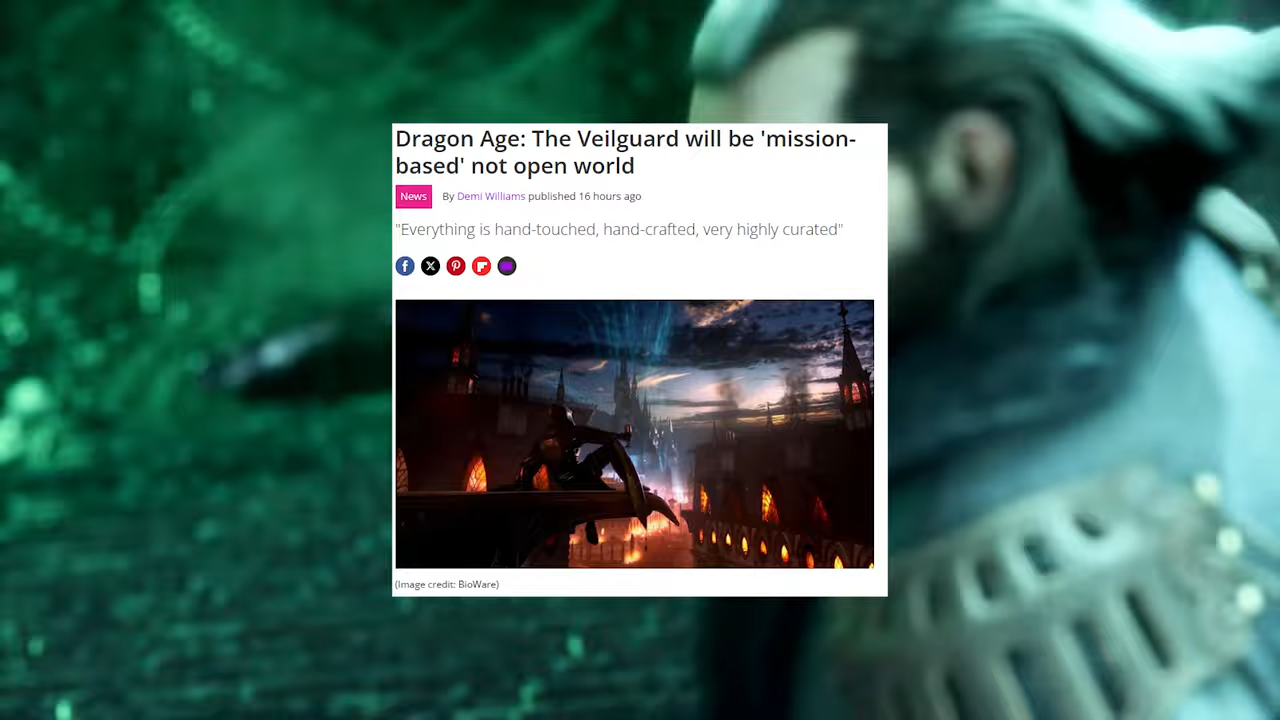 Dragon Age: The Veilguard will be 'mission-
based' not open world
News By Demi Williams published 16 hours ago
"Everything is hand-touched, hand-crafted, very highly curated"
(Image credit: BioWare)